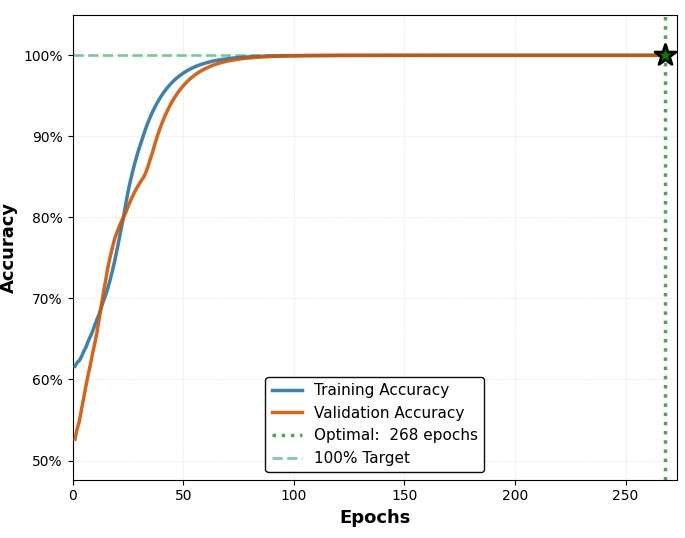 100%
90%
80%
70%
60%
50%
Accuracy
0
50
100
150
200
250
Epochs
Training Accuracy
Validation Accuracy
Optimal:  268 epochs
100% Target